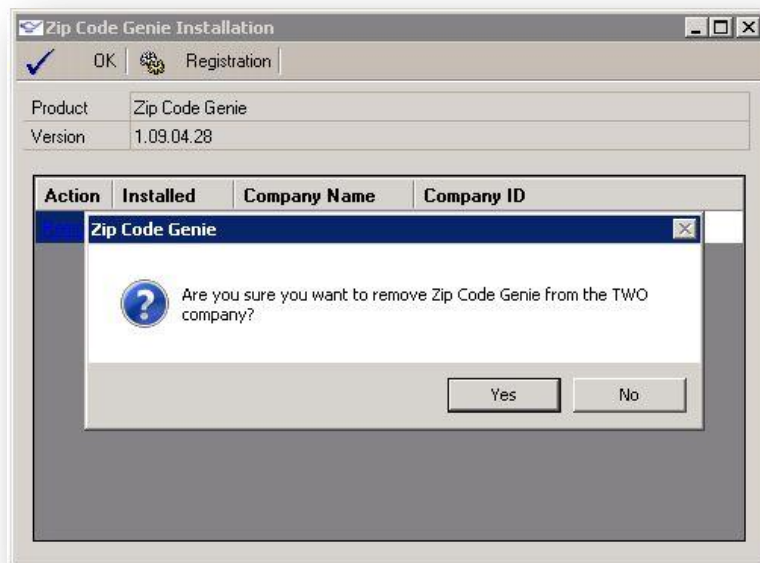 Zip Code Genie Installation
OK Registration
Product Zip Code Genie
Version 1.09.04.28
Action Installed Company Name Company ID
Zip Code Genie
Are you sure you want to remove Zip Code Genie from the TWO
company?
Yes No